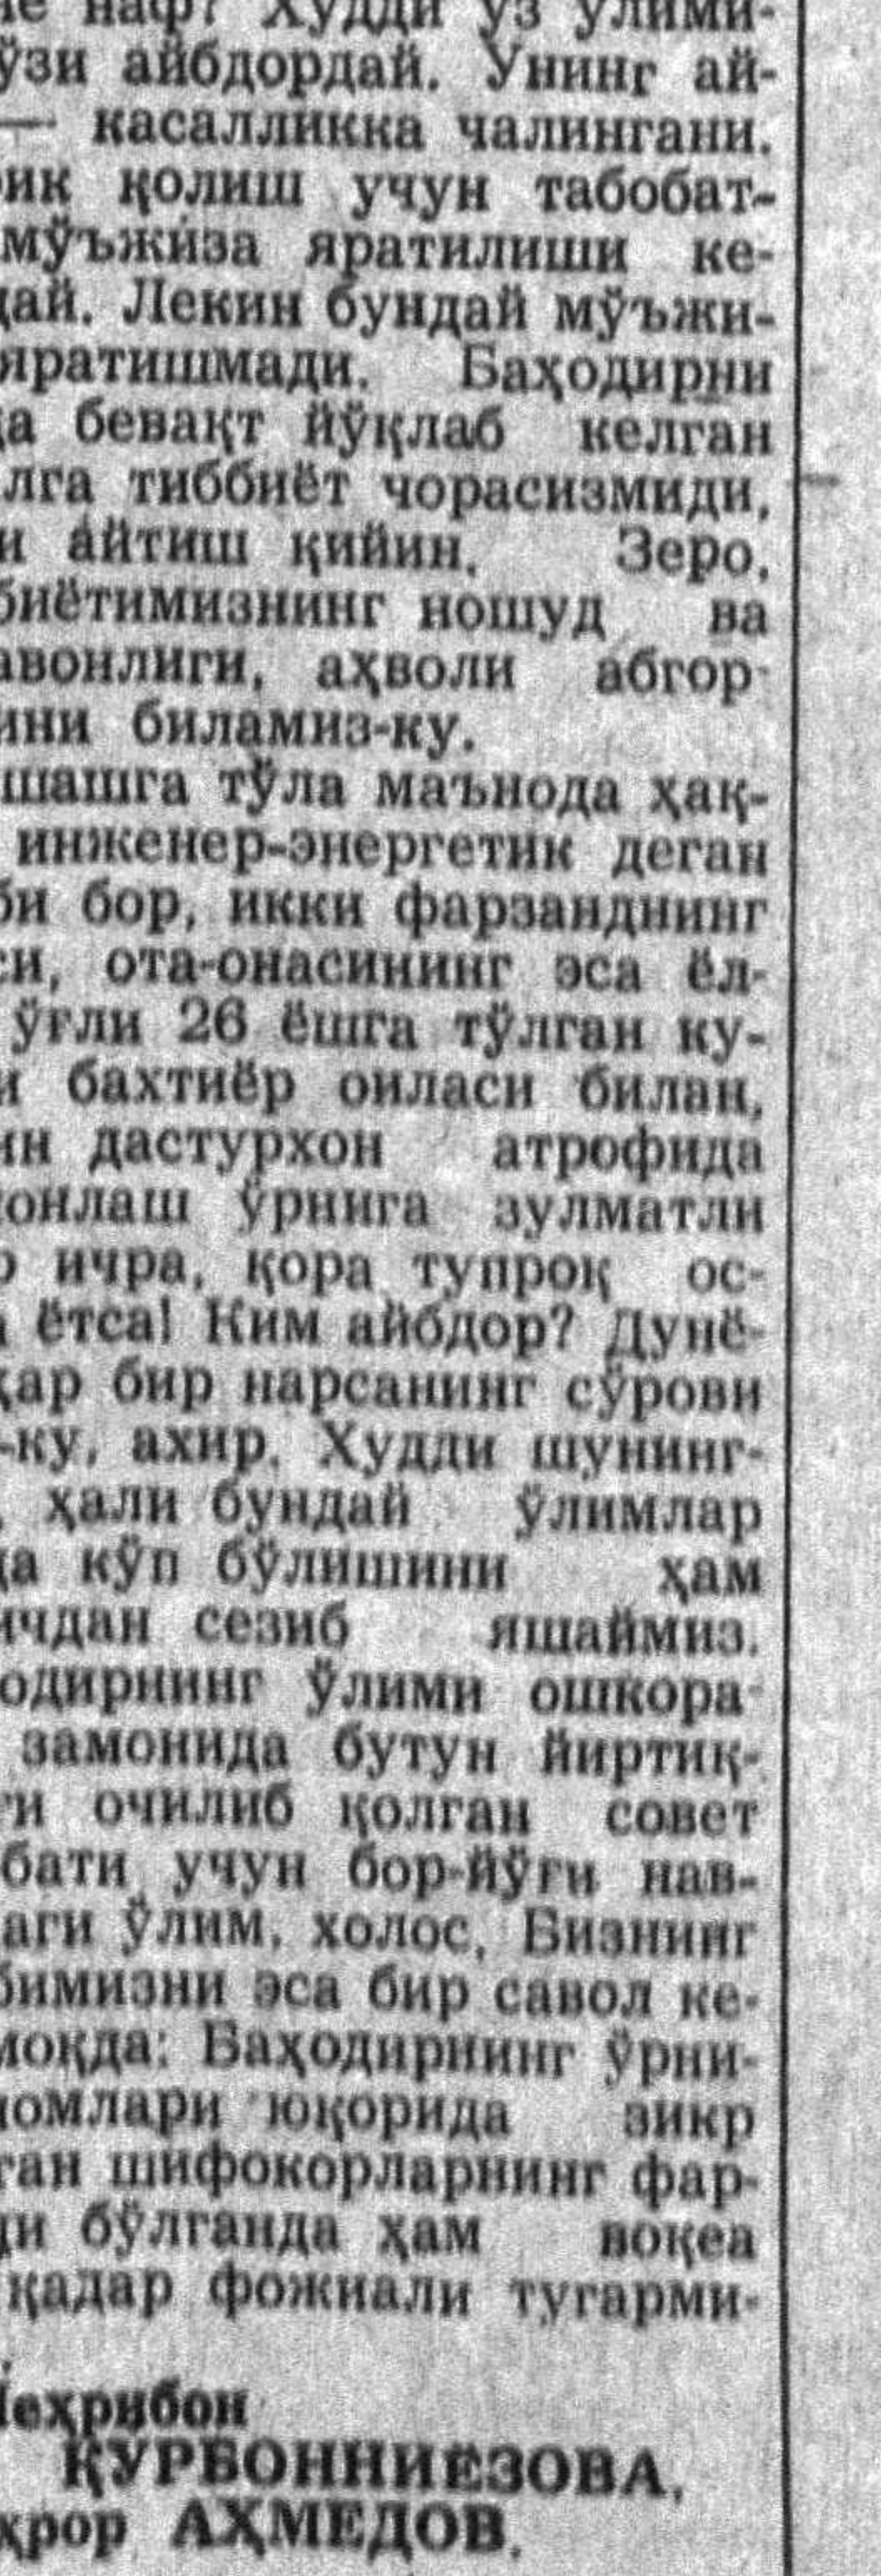 не наф? Худди ўз ўлими-
ўзи айбдордай. Унинг ай-
— касалликка чалингани.
рик қолиш учун табобат-
мўъжиза яратилиши ке-
дай. Лекин бундай мўъжи-
яратишмади. Баҳодирни
да бевақт йўқлаб келган
лга тиббиёт чорасизмиди,
и айтиш қийин. Зеро,
биётимизнинг ношуд ва
авонлиги, аҳволи абгор-
ини биламиз-ку.
шашга тўла маънода ҳақ-
инженер-энергетик деган
би бор, икки фарзанднинг
си, ота-онасининг эса ёл-
ўғли 26 ёшга тўлган ку-
и бахтиёр оиласи билан,
ин дастурхон атрофида
онлаш ўрнига зулматли
р ичра, қора тупроқ ос-
ётса! Ким айбдор? Дунё-
ҳар бир нарсанинг сўрови
-ку, ахир. Худди шунинг-
, ҳали бундай ўлимлар
да кўп бўлишини ҳам
ичдан сезиб яшаймиз.
одирнинг ўлими ошкора-
замонида бутун йиртиқ-
ғи очилиб қолган совет
бати учун бор-йўғи нав-
аги ўлим, холос. Бизнинг
бимизни эса бир савол ке-
моқда: Баҳодирнинг ўрни-
номлари юқорида зикр
ган шифокорларнинг фар-
ди бўлганда ҳам воқеа
қадар фожиали тугарми-
Меҳрибон
ҚУРБОННИЁЗОВА,
ҳрор АҲМЕДОВ.